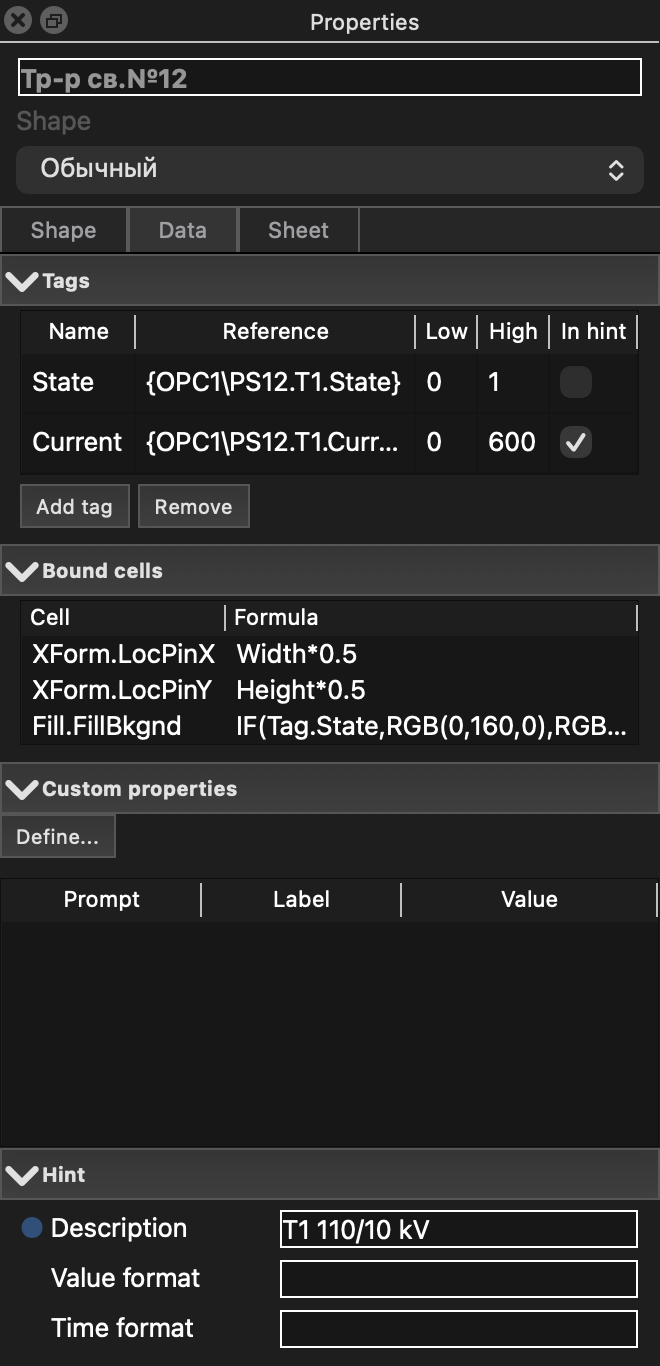 Properties
Тр-р св.№12
Shape
Обычный
Shape Data Sheet
Tags
Name Reference Low High In hint
State {OPC1\PS12.T1.State} 0 1
Current {OPC1\PS12.T1.Curr... 0 600
Add tag Remove
Bound cells
Cell Formula
XForm.LocPinX Width*0.5
XForm.LocPinY Height*0.5
Fill.FillBkgnd IF(Tag.State,RGB(0,160,0),RGB...
Custom properties
Define...
Prompt Label Value
Hint
Description T1 110/10 kV
Value format
Time format